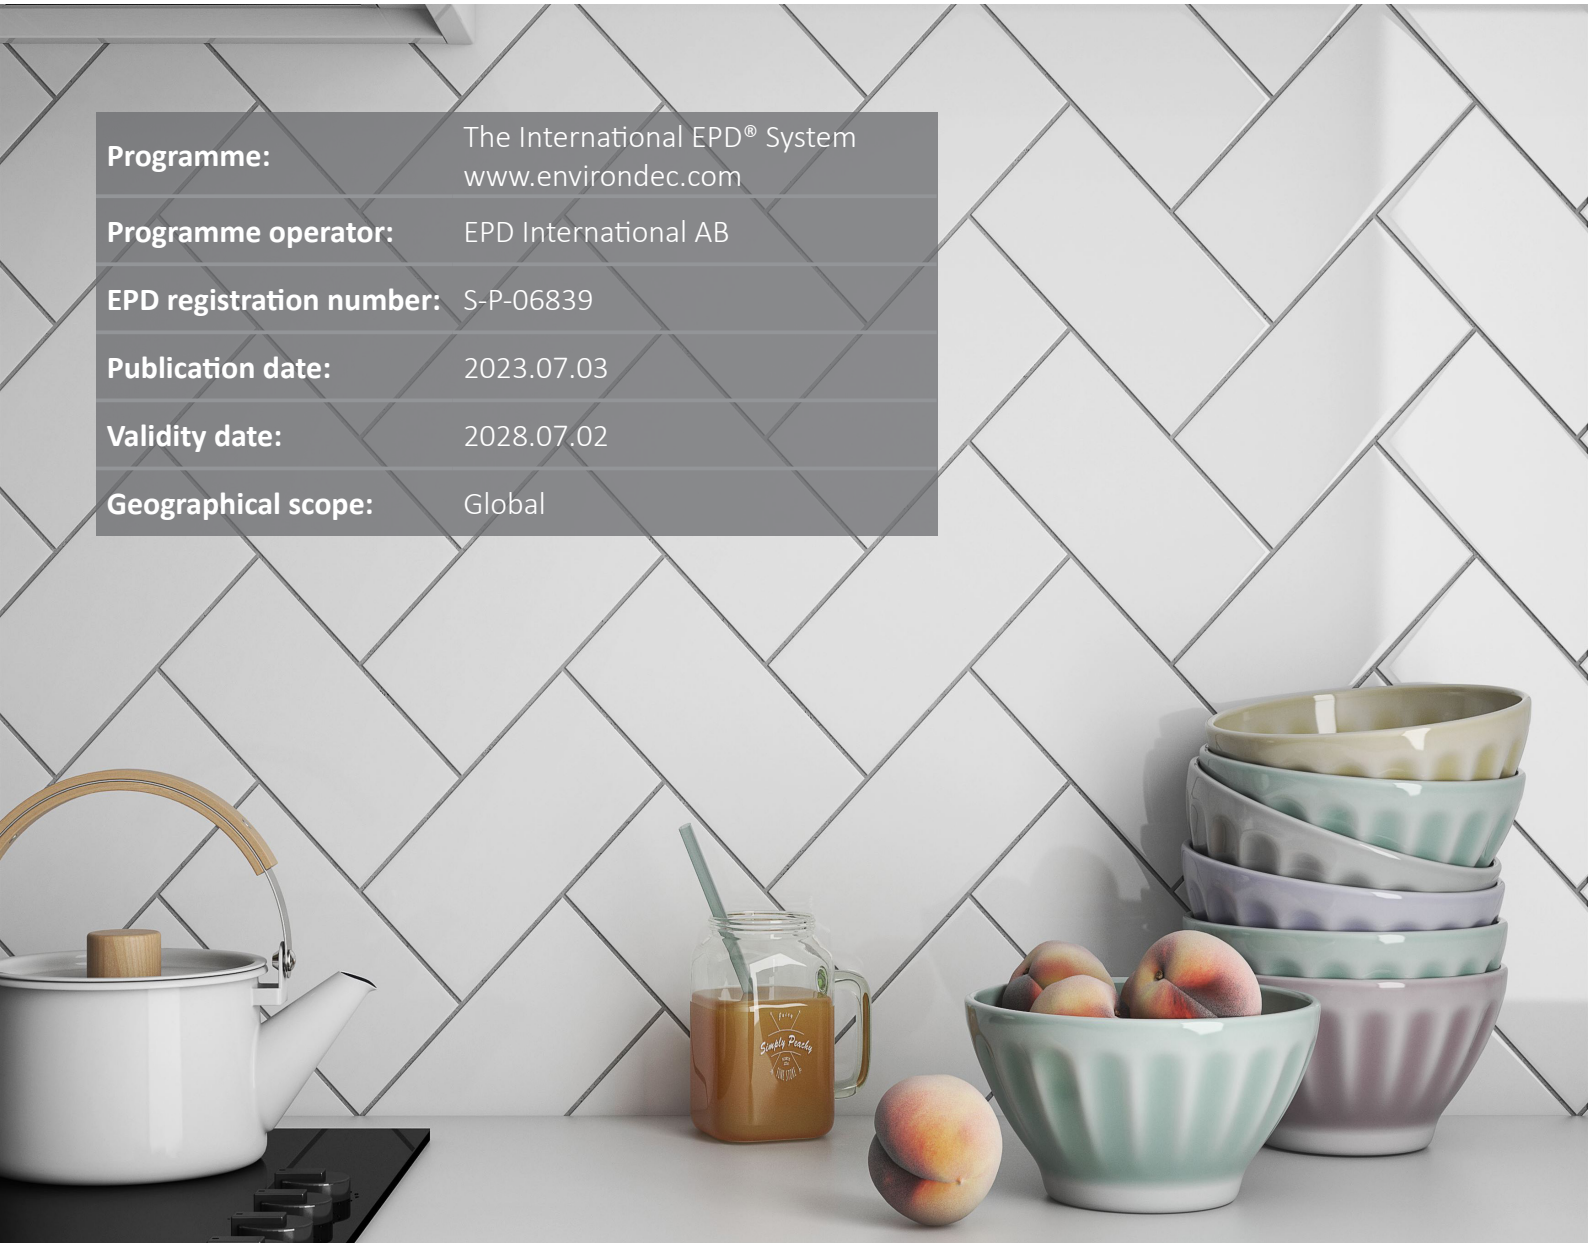 Programme: The International EPD® System
www.environdec.com
Programme operator: EPD International AB
EPD registration number: S-P-06839
Publication date: 2023.07.03
Validity date: 2028.07.02
Geographical scope: Global
Simply Peachy